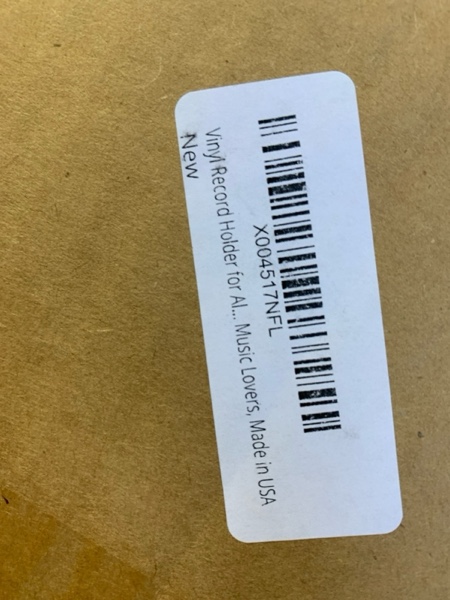 X004517NFL
Vinyl Record Holder for Al... Music Lovers, Made in USA
New